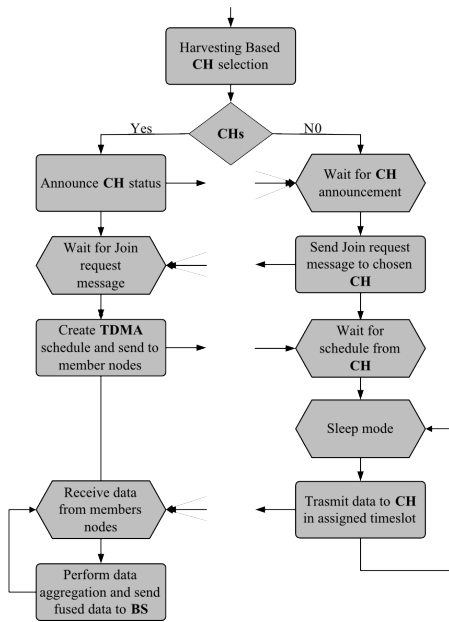 Harvesting Based
CH selection
CHs
Yes
N0
Announce CH status
Wait for CH
announcement
Wait for Join
request
message
Send Join request
message to chosen
CH
Create TDMA
schedule and send to
member nodes
Wait for
schedule from
CH
Sleep mode
Receive data
from members
nodes
Trasmit data to CH
in assigned timeslot
Perform data
aggregation and send
fused data to BS